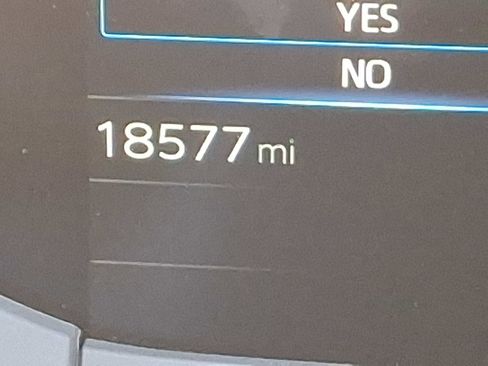 YES
NO
18577 mi